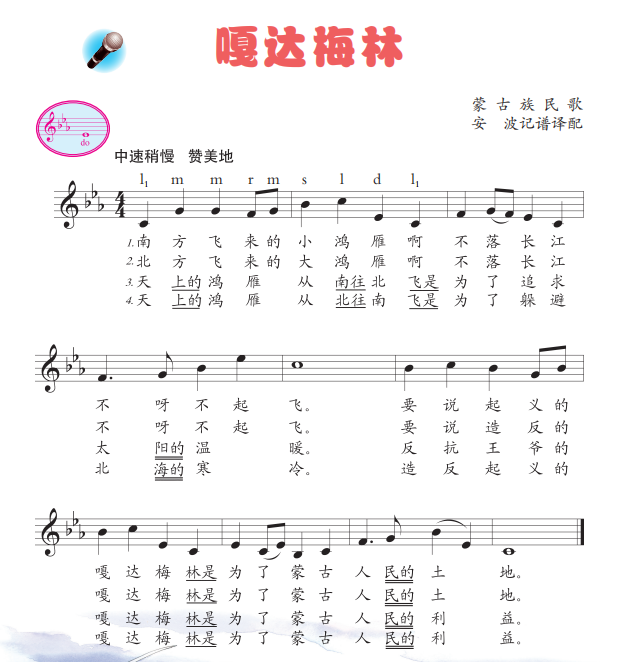 嘎达梅林
蒙古族民歌
安 波记谱译配
do
中速稍慢 赞美地
l₁ m m r m s l d l₁
4
4
1.南方飞来的小鸿雁啊不落长江
2.北方飞来的大鸿雁啊不落长江
3.天上的鸿雁从南往北飞是为了追求
4.天上的鸿雁从北往南飞是为了躲避
不呀不起飞。要说起义的
不呀不起飞。要说造反的
太阳的温暖。反抗王爷的
北海的寒冷。造反起义的
嘎达梅林是为了蒙古人民的土地。
嘎达梅林是为了蒙古人民的土地。
嘎达梅林是为了蒙古人民的利益。
嘎达梅林是为了蒙古人民的利益。